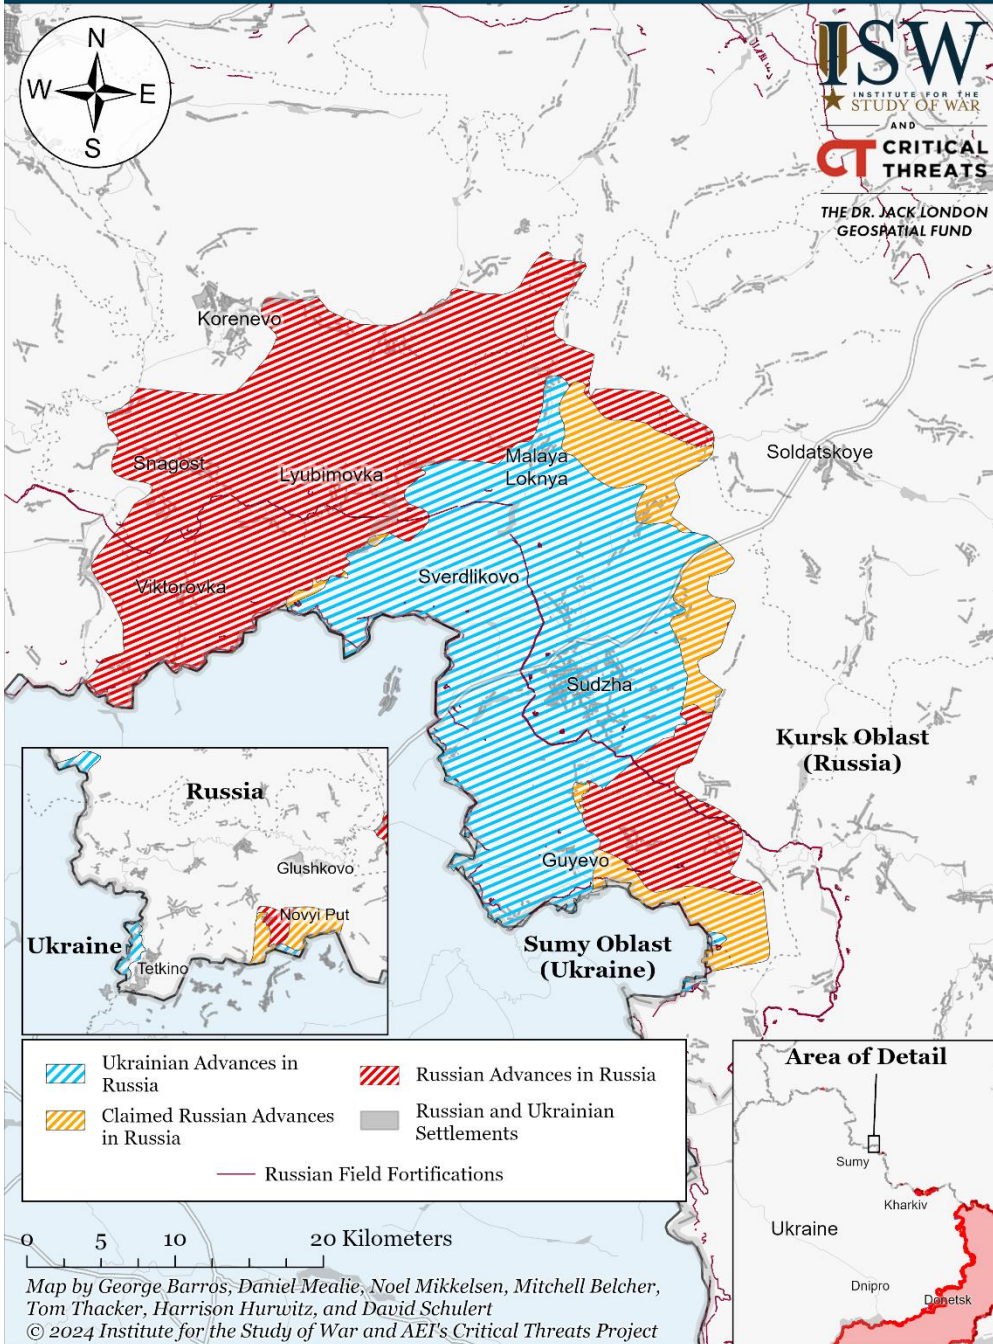 N
W
E
S
ISW
INSTITUTE FOR THE
STUDY OF WAR
AND
CT CRITICAL
THREATS
THE DR. JACK LONDON
GEOSPATIAL FUND
Korenevo
Snagost
Lyubimovka
Malaya
Loknya
Soldatskoye
Viktorovka
Sverdlikovo
Sudzha
Kursk Oblast
(Russia)
Guyevo
Sumy Oblast
(Ukraine)
Russia
Glushkovo
Novyi Put
Ukraine
Tetkino
Ukrainian Advances in
Russia
Russian Advances in Russia
Claimed Russian Advances
in Russia
Russian and Ukrainian
Settlements
Russian Field Fortifications
Area of Detail
Sumy
Kharkiv
Ukraine
Dnipro
Donetsk
0 5 10 20 Kilometers
Map by George Barros, Daniel Mealie, Noel Mikkelsen, Mitchell Belcher,
Tom Thacker, Harrison Hurwitz, and David Schulert
© 2024 Institute for the Study of War and AEI's Critical Threats Project